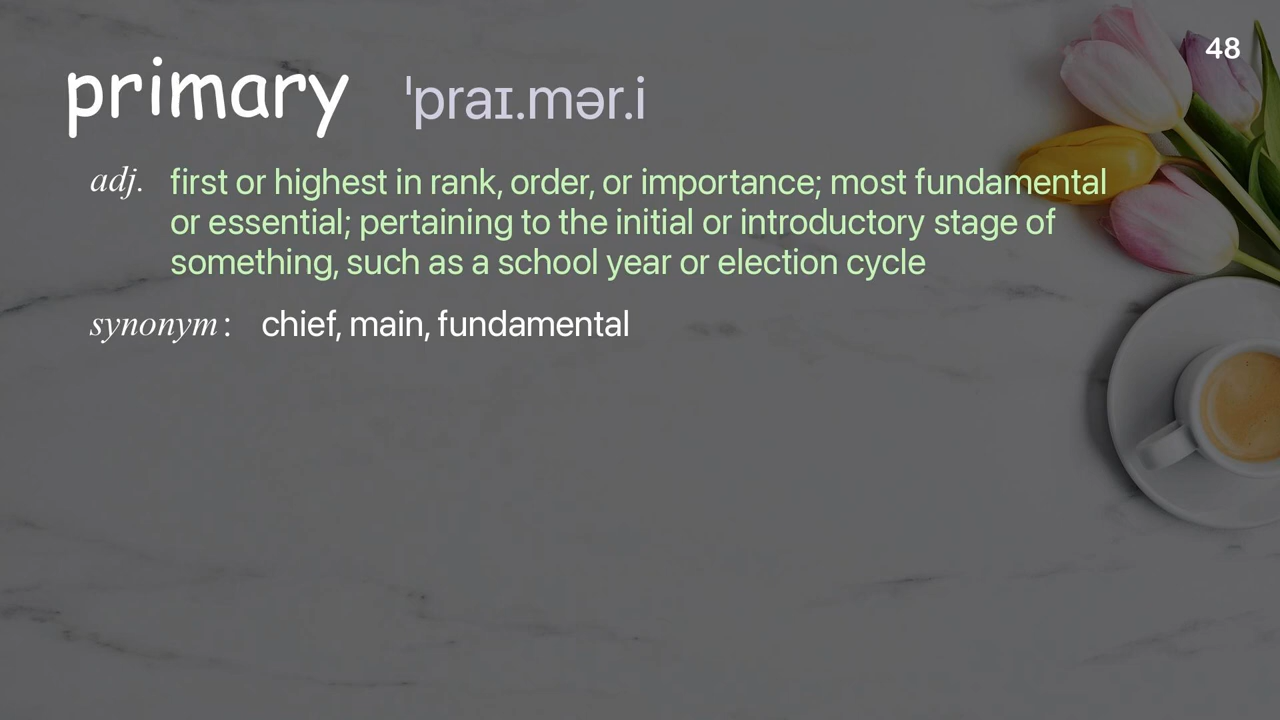 48
primary ˈpraɪ.mər.i
adj. first or highest in rank, order, or importance; most fundamental
or essential; pertaining to the initial or introductory stage of
something, such as a school year or election cycle
synonym : chief, main, fundamental